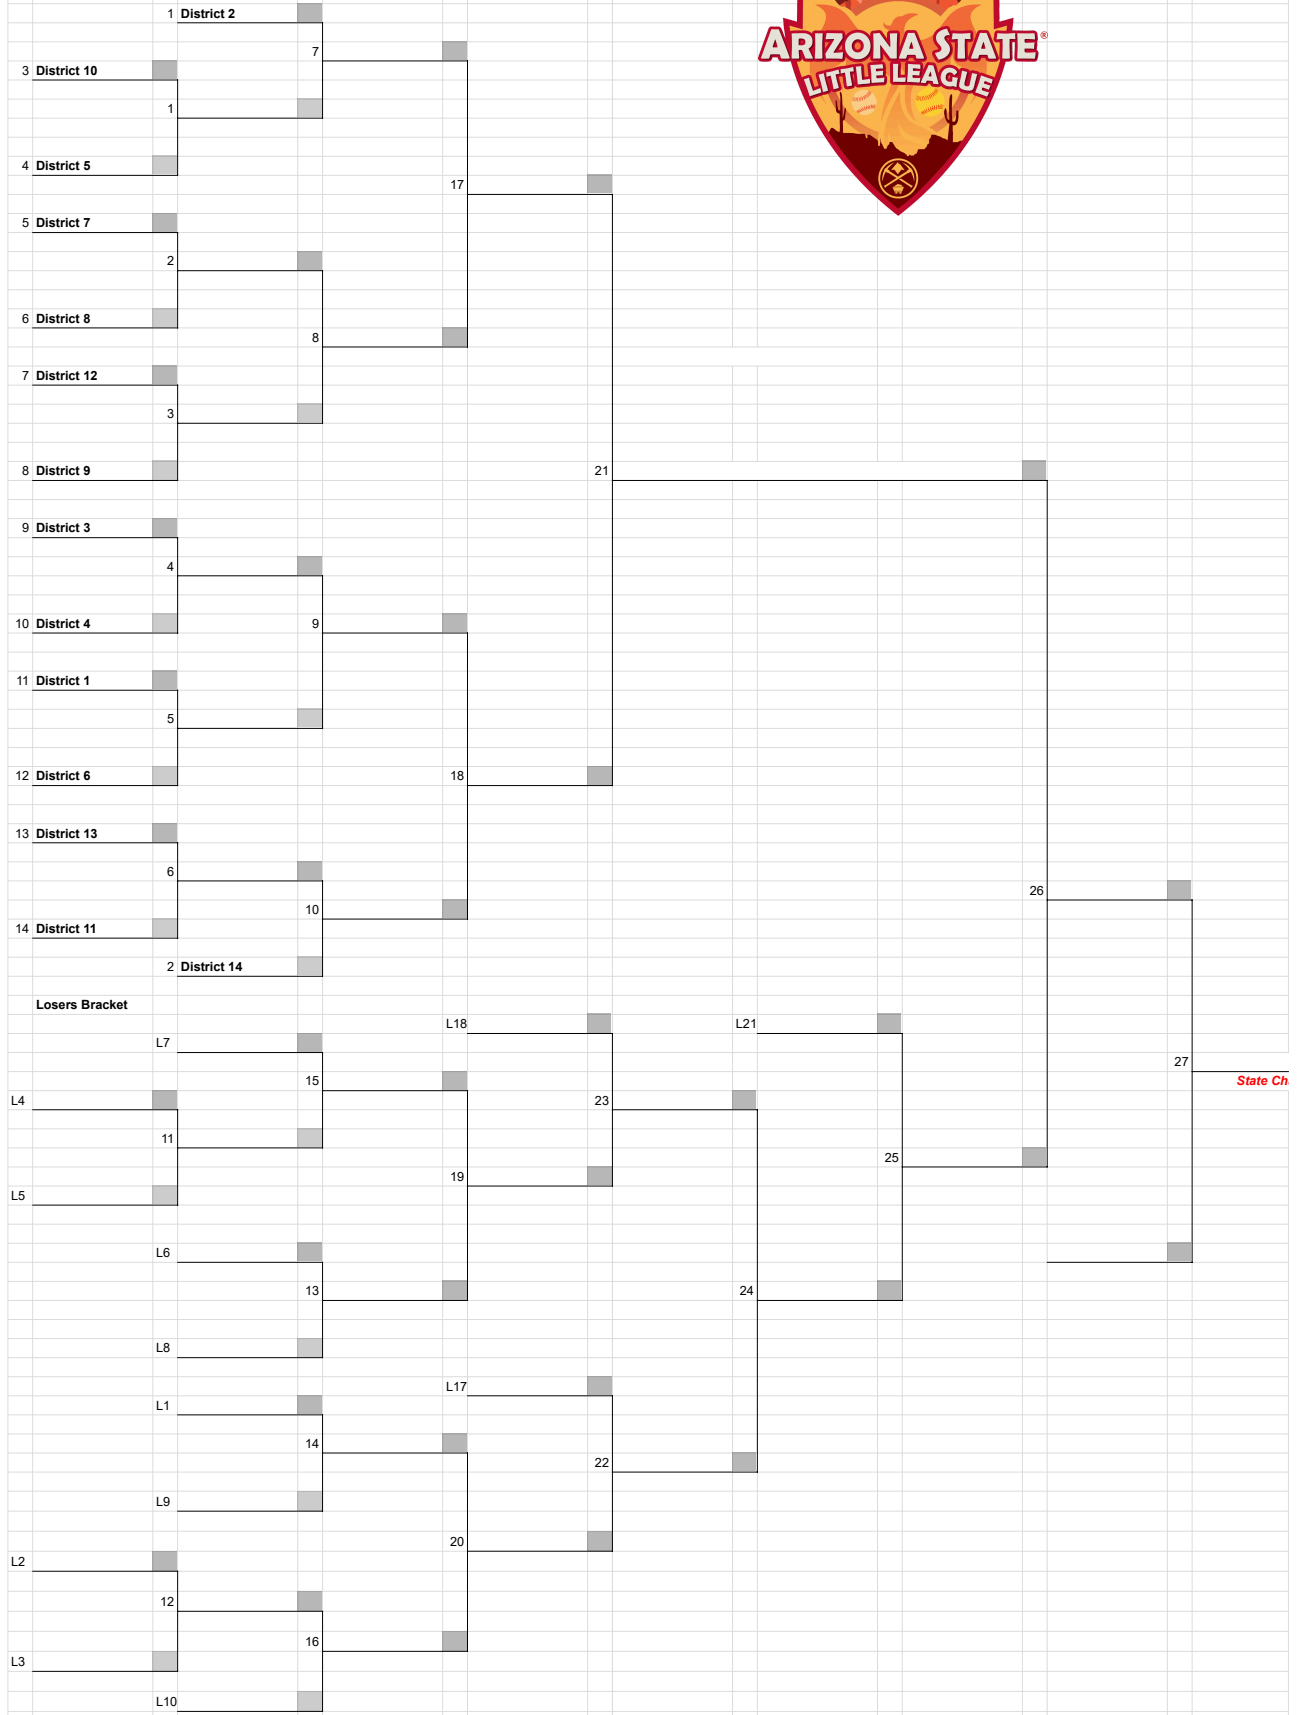 1 District 2
ARIZONA STATE®
LITTLE LEAGUE
7
3 District 10
1
4 District 5
17
5 District 7
2
6 District 8
8
7 District 12
3
8 District 9
21
9 District 3
4
10 District 4
9
11 District 1
5
12 District 6
18
13 District 13
6
26
10
14 District 11
2 District 14
Losers Bracket
L18
L21
L7
27
15
State Ch
L4
23
11
25
19
L5
L6
13
24
L8
L17
L1
14
22
L9
20
L2
12
16
L3
L10